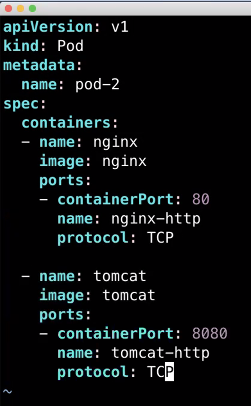 apiVersion: v1
kind: Pod
metadata:
  name: pod-2
spec:
  containers:
  - name: nginx
    image: nginx
    ports:
    - containerPort: 80
      name: nginx-http
      protocol: TCP

  - name: tomcat
    image: tomcat
    ports:
    - containerPort: 8080
      name: tomcat-http
      protocol: TCP
~